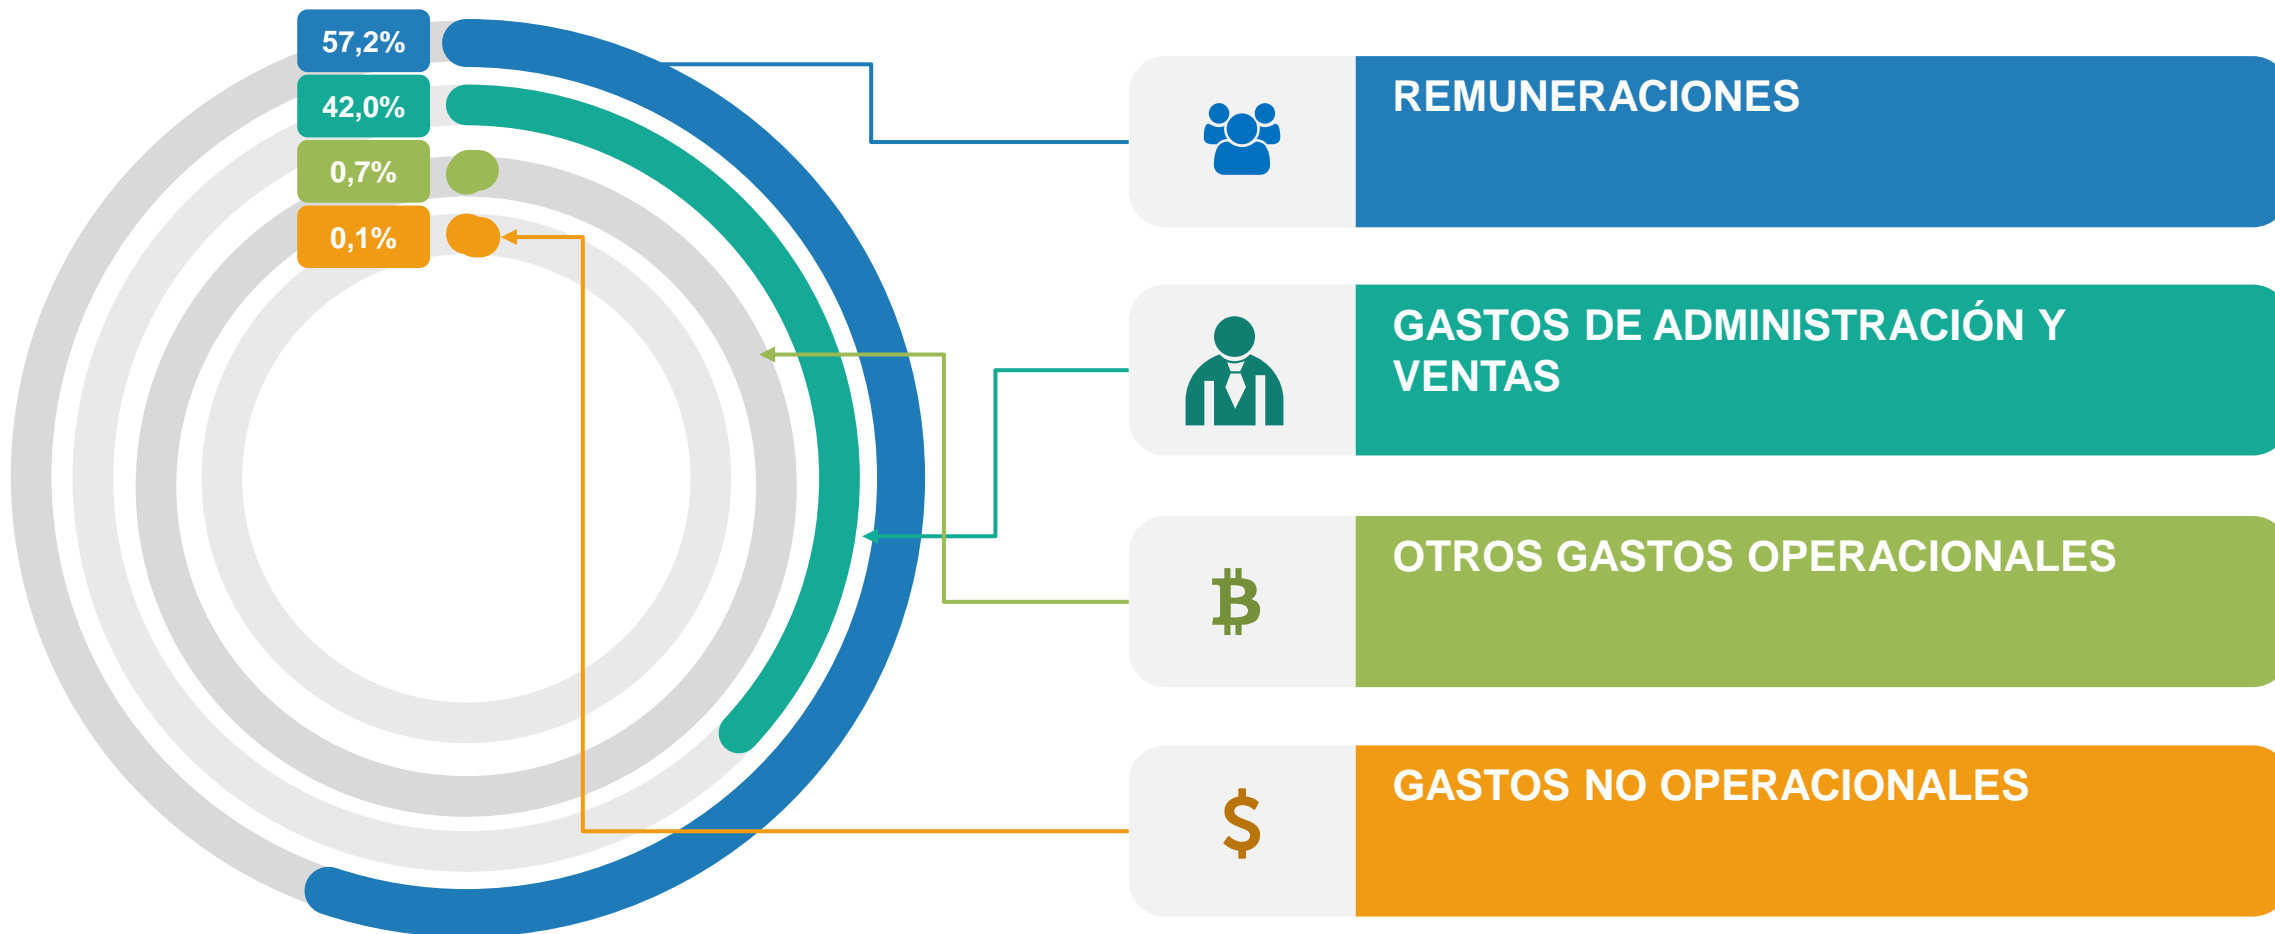 57,2%
42,0%
0,7%
0,1%
REMUNERACIONES
GASTOS DE ADMINISTRACIÓN Y
VENTAS
OTROS GASTOS OPERACIONALES
GASTOS NO OPERACIONALES